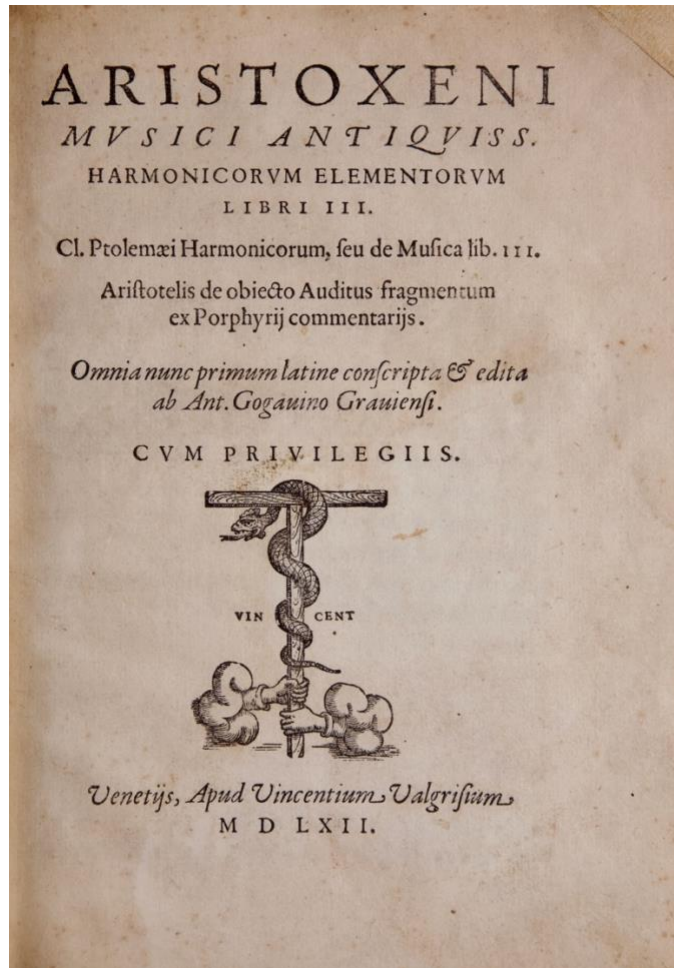 ARISTOXENI
MVSICI ANTIQVISS.
HARMONICORVM ELEMENTORVM
LIBRI III.
Cl. Ptolemæi Harmonicorum, ſeu de Muſica lib. III.
Ariſtotelis de obiecto Auditus fragmentum
ex Porphyrij commentarijs.
Omnia nunc primum latine conſcripta & edita
ab Ant. Gogauino Grauienſi.
CVM PRIVILEGIIS.
VIN CENT
Venetijs, Apud Vincentium Valgriſium
M D LXII.